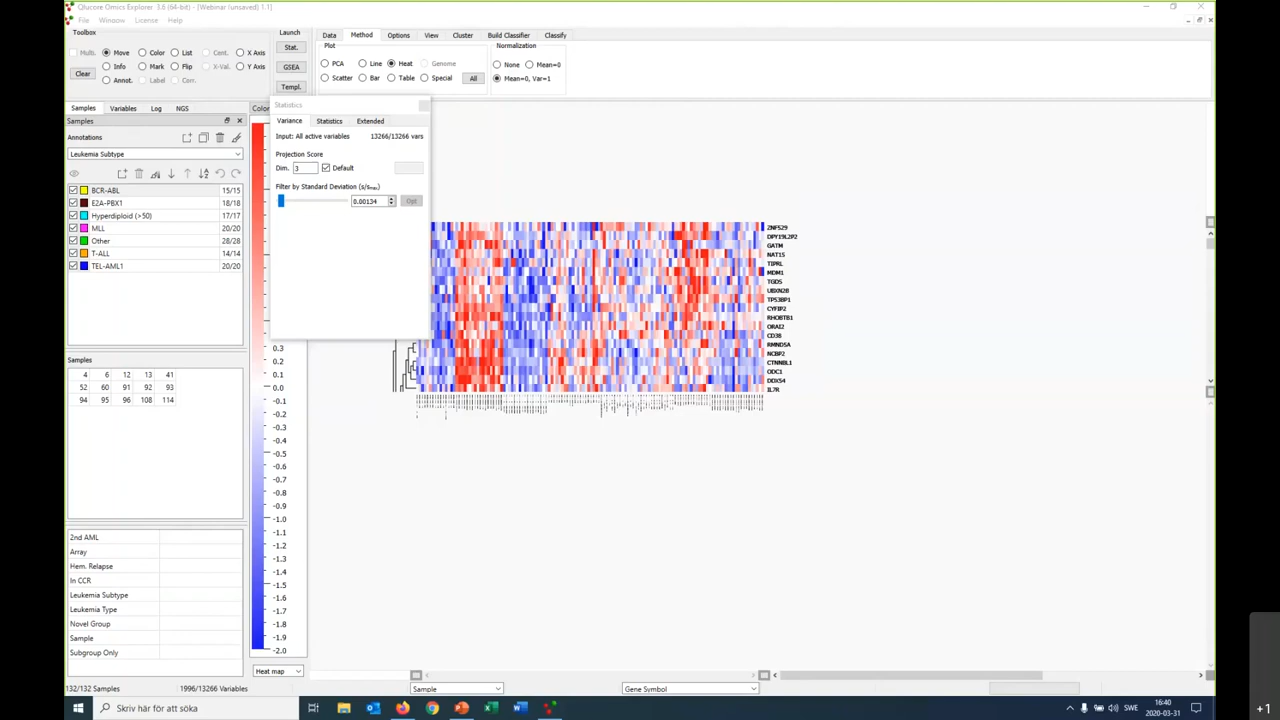 Qlucore Omics Explorer 3.6 (64-bit) - [Webinar (unsaved) 1.1]
File Window License Help
Toolbox
Launch
Data Method Options View Cluster Build Classifier Classify
Multi. Move Color List Cent. X Axis
Stat.
Plot
Normalization
Info Mark Flip X-Val. Y Axis
PCA Line Heat Genome
None Mean=0
Clear
GSEA
Annot. Label Corr.
Scatter Bar Table Special All
Mean=0, Var=1
Templ.
Samples Variables Log NGS
Samples
Annotations
Leukemia Subtype
BCR-ABL 15/15
E2A-PBX1 18/18
Hyperdiploid (>50) 17/17
MLL 20/20
Other 28/28
T-ALL 14/14
TEL-AML1 20/20
Samples
4 6 12 13 41
52 60 91 92 93
94 95 96 108 114
2nd AML
Array
Hem. Relapse
In CCR
Leukemia Subtype
Leukemia Type
Novel Group
Sample
Subgroup Only
132/132 Samples 1996/13266 Variables
Color
0.3
0.2
0.1
0.0
-0.1
-0.2
-0.3
-0.4
-0.5
-0.6
-0.7
-0.8
-0.9
-1.0
-1.1
-1.2
-1.3
-1.4
-1.5
-1.6
-1.7
-1.8
-1.9
-2.0
Heat map
Statistics
Variance Statistics Extended
Input: All active variables 13266/13266 vars
Projection Score
Dim. 3 Default
Filter by Standard Deviation (s/smax)
0.00134 Opt
ZNF529
DPY19L2P2
GATM
NAT15
TIPRL
MDM1
TGDS
UBXN2B
TP53BP1
CYFIP2
RHOBTB1
ORAI2
CD38
RMND5A
NCBP2
CTNNBL1
ODC1
DDX54
IL7R
Sample
Gene Symbol
Skriv här för att söka
SWE
16:40
2020-03-31
+1